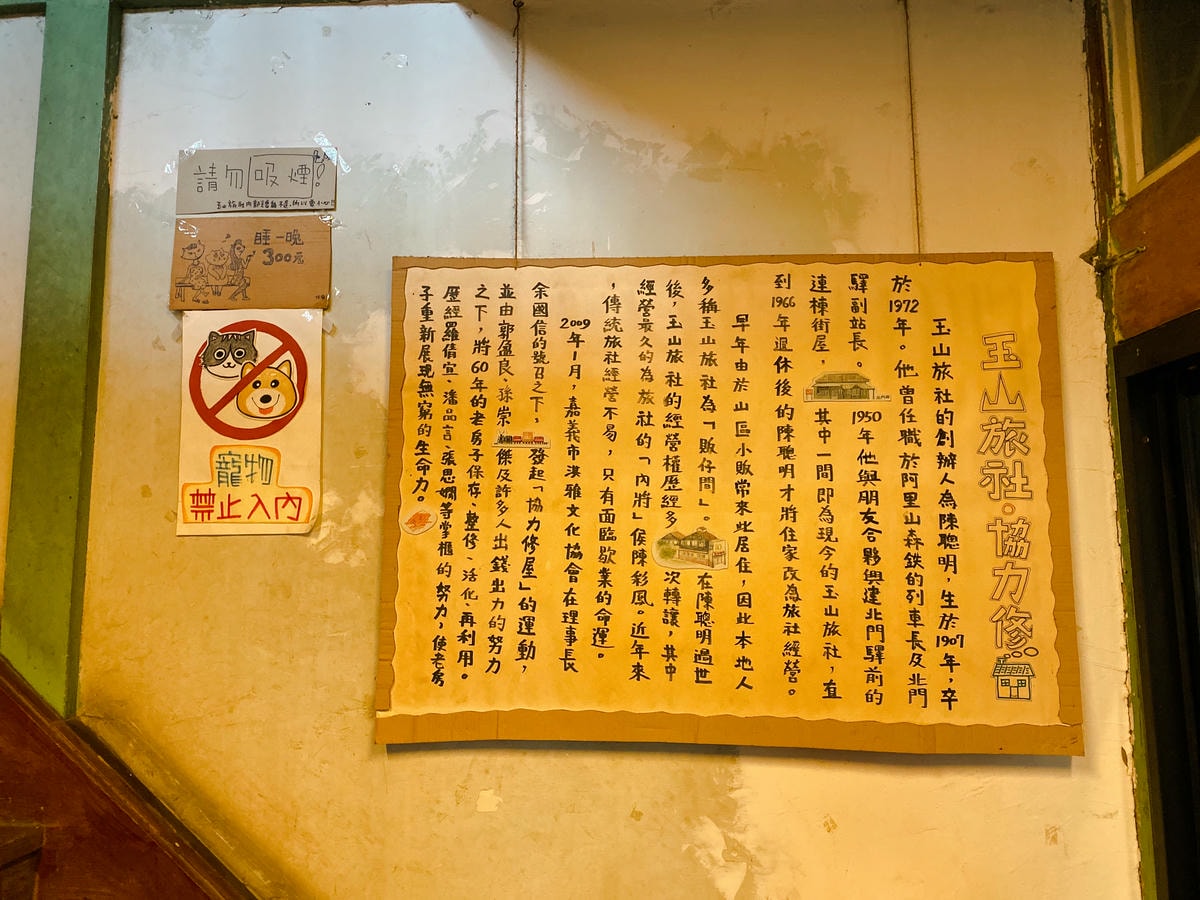 請勿吸煙
睡一晚
300元
寵物
禁止入內
玉山旅社·協力修
玉山旅社的創辦人為陳聰明，生於1907年，卒
於1972年。他曾任職於阿里山森鉄的列車長及北門
驛副站長。1950年他與朋友合夥興建北門驛前的
連棟街屋，其中一間即為現今的玉山旅社，直
到1966年退休後的陳聰明才將住家改為旅社經營。
早年由於山區小販常來此居住，因此本地人
多稱玉山旅社為「販仔間」。在陳聰明過世
後，玉山旅社的經營權歷經多次轉讓，其中
經營最久的為旅社的「內將」侯陳彩鳳。近年來
，傳統旅社經營不易，只有面臨歇業的命運。
2009年1月，嘉義市洪雅文化協會在理事長
余國信的號召之下，發起「協力修屋」的運動，
並由郭盈良、孫崇傑及許多人出錢出力的努力
之下，將60年的老房子保存、整修、活化、再利用。
歷經羅倩宜、潘品言、張思嫺等掌櫃的努力，使老房
子重新展現無窮的生命力。